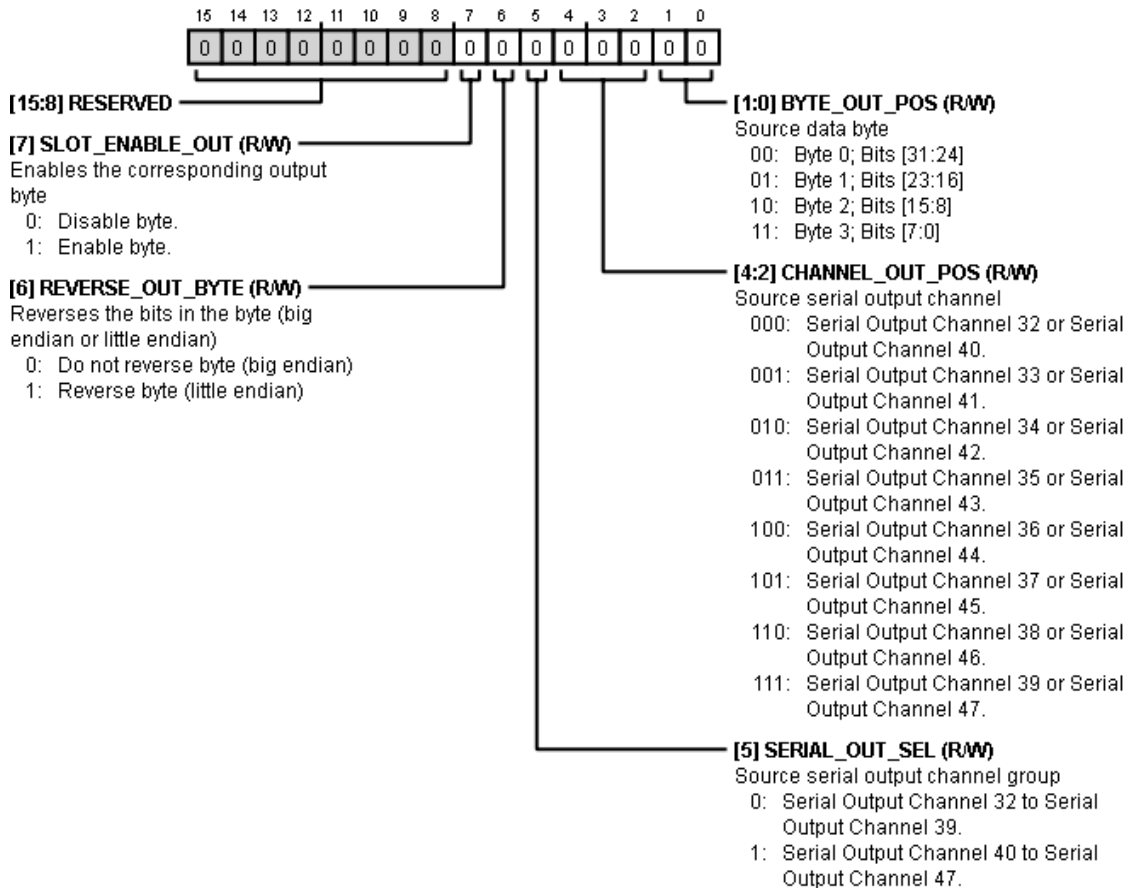 15 14 13 12 11 10 9 8 7 6 5 4 3 2 1 0
0 0 0 0 0 0 0 0 0 0 0 0 0 0 0 0
[15:8] RESERVED
[7] SLOT_ENABLE_OUT (R/W)
Enables the corresponding output
byte
0: Disable byte.
1: Enable byte.
[6] REVERSE_OUT_BYTE (R/W)
Reverses the bits in the byte (big
endian or little endian)
0: Do not reverse byte (big endian)
1: Reverse byte (little endian)
[1:0] BYTE_OUT_POS (R/W)
Source data byte
00: Byte 0; Bits [31:24]
01: Byte 1; Bits [23:16]
10: Byte 2; Bits [15:8]
11: Byte 3; Bits [7:0]
[4:2] CHANNEL_OUT_POS (R/W)
Source serial output channel
000: Serial Output Channel 32 or Serial
Output Channel 40.
001: Serial Output Channel 33 or Serial
Output Channel 41.
010: Serial Output Channel 34 or Serial
Output Channel 42.
011: Serial Output Channel 35 or Serial
Output Channel 43.
100: Serial Output Channel 36 or Serial
Output Channel 44.
101: Serial Output Channel 37 or Serial
Output Channel 45.
110: Serial Output Channel 38 or Serial
Output Channel 46.
111: Serial Output Channel 39 or Serial
Output Channel 47.
[5] SERIAL_OUT_SEL (R/W)
Source serial output channel group
0: Serial Output Channel 32 to Serial
Output Channel 39.
1: Serial Output Channel 40 to Serial
Output Channel 47.